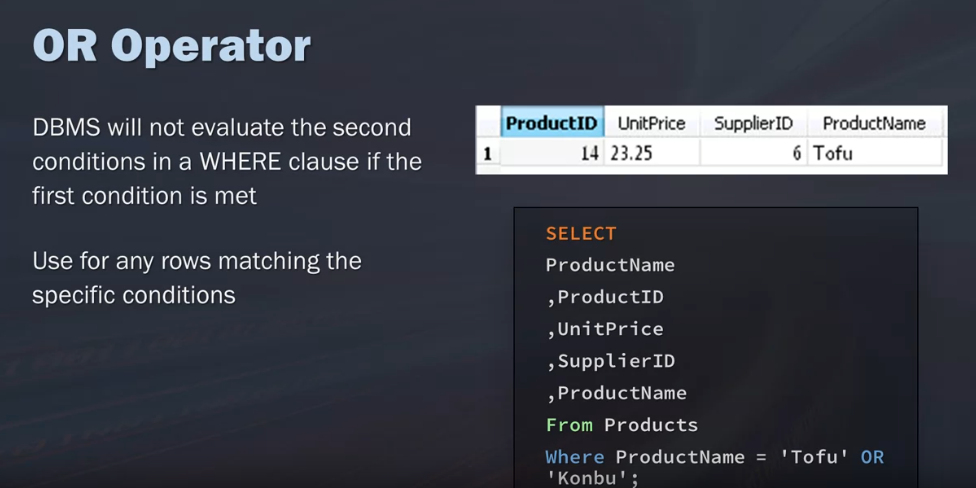 OR Operator
DBMS will not evaluate the second
conditions in a WHERE clause if the
first condition is met
Use for any rows matching the
specific conditions
ProductID UnitPrice SupplierID ProductName
1 14 23.25 6 Tofu
SELECT
ProductName
,ProductID
,UnitPrice
,SupplierID
,ProductName
From Products
Where ProductName = 'Tofu' OR
'Konbu';